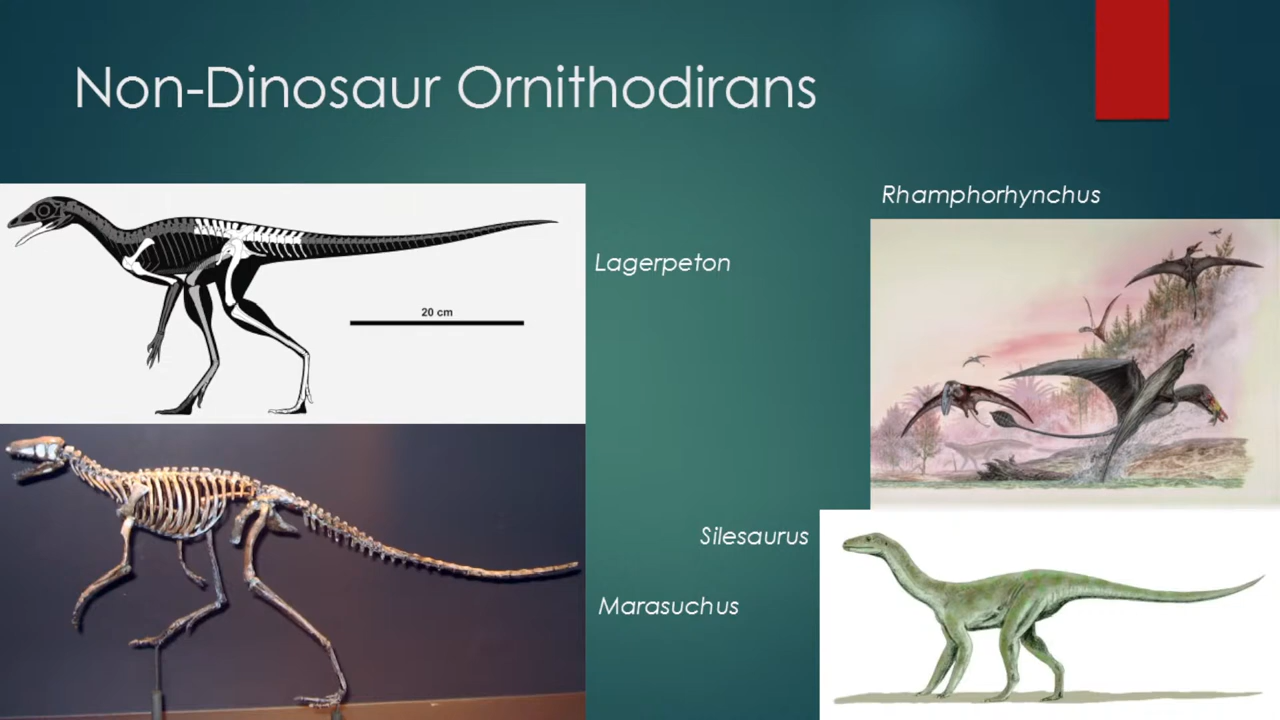 Non-Dinosaur Ornithodirans
Rhamphorhynchus
Lagerpeton
20 cm
Silesaurus
Marasuchus